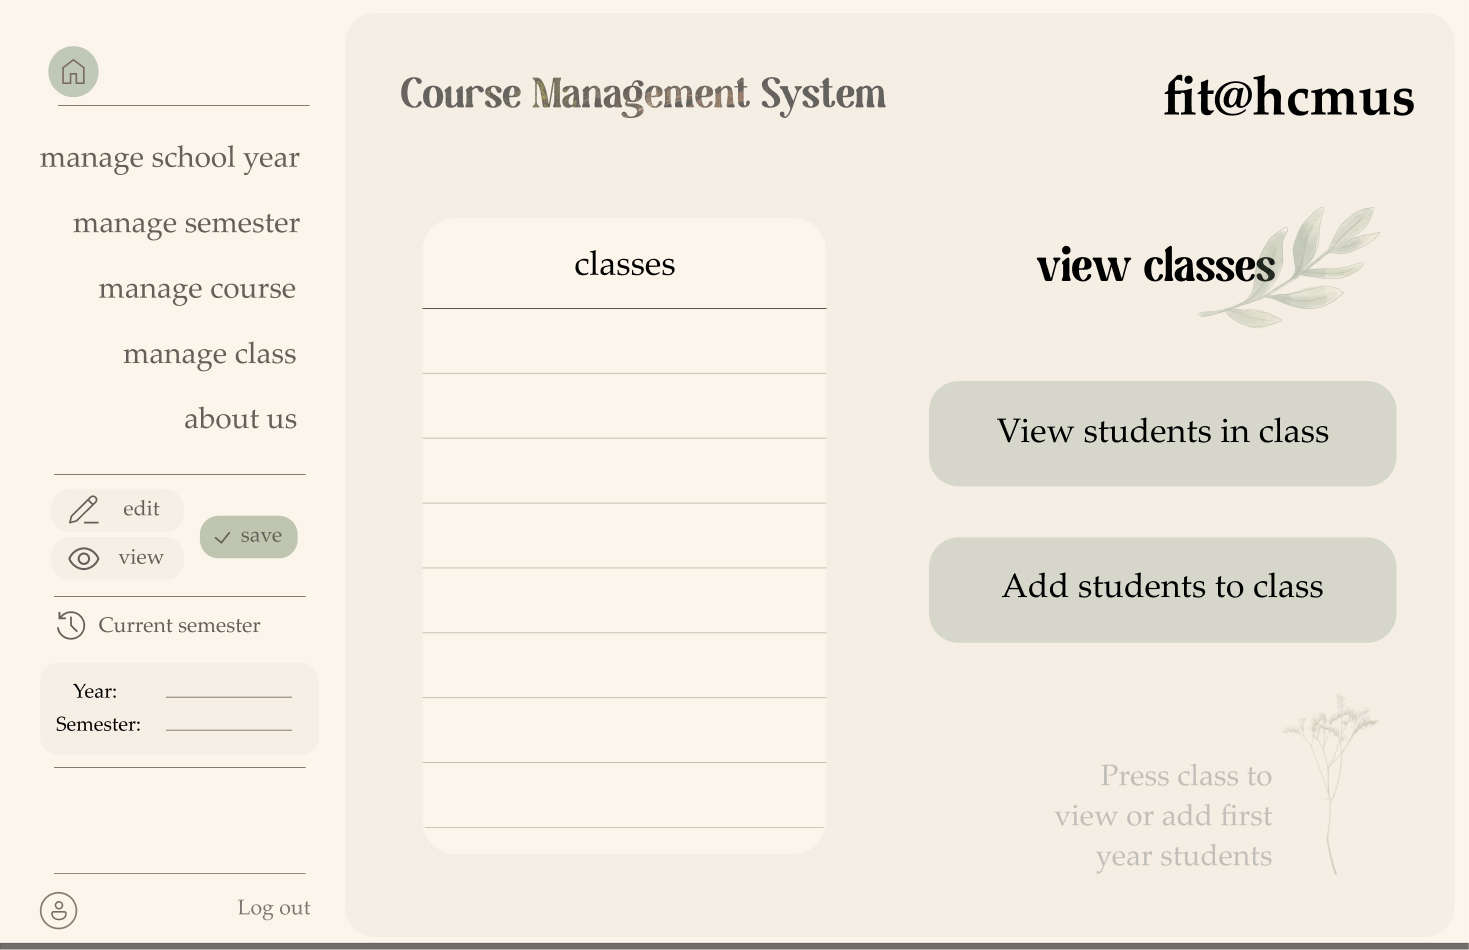 manage school year
manage semester
manage course
manage class
about us
edit
view
save
Current semester
Year:
Semester:
Log out
Course Management System
fit@hcmus
classes
view classes
View students in class
Add students to class
Press class to
view or add first
year students